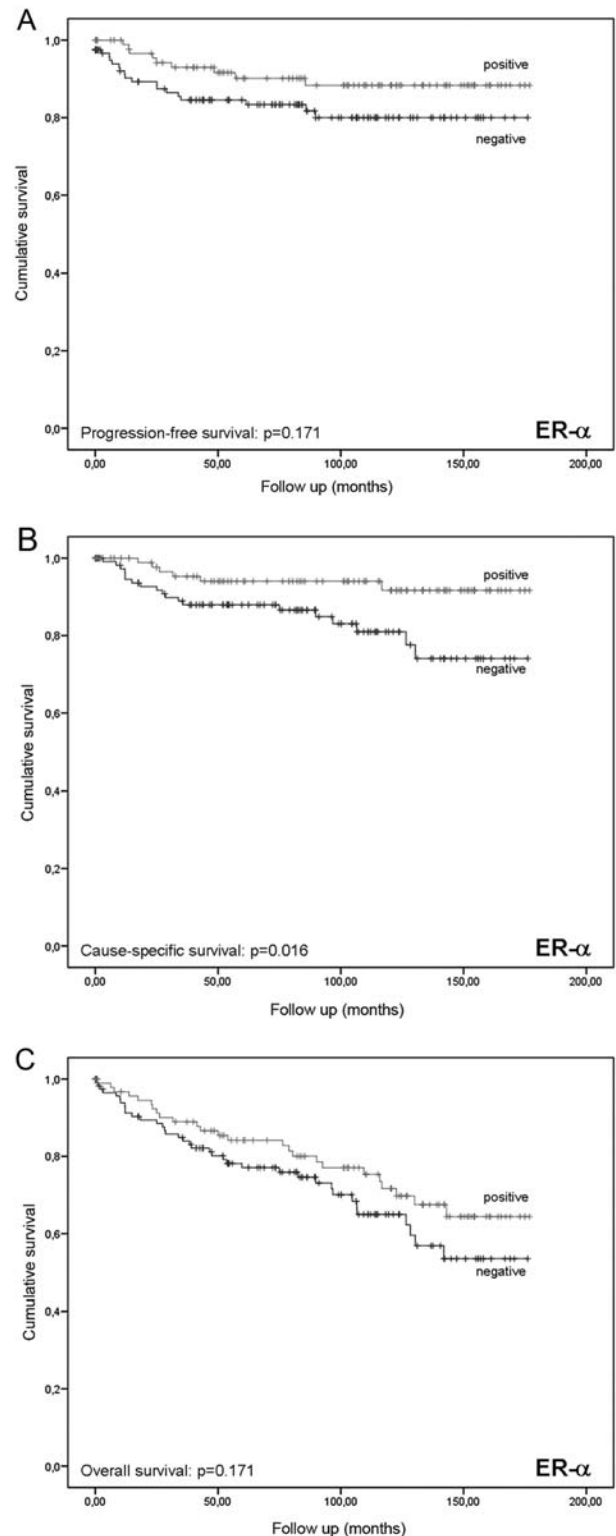 A
1,0
positive
0,8
negative
0,6
Cumulative survival
0,4
0,2
0,0
Progression-free survival: p=0.171 ER-α
0,00 50,00 100,00 150,00 200,00
Follow up (months)
B
1,0
positive
0,8
negative
0,6
Cumulative survival
0,4
0,2
0,0
Cause-specific survival: p=0.016 ER-α
0,00 50,00 100,00 150,00 200,00
Follow up (months)
C
1,0
0,8
positive
0,6
negative
Cumulative survival
0,4
0,2
0,0
Overall survival: p=0.171 ER-α
0,00 50,00 100,00 150,00 200,00
Follow up (months)